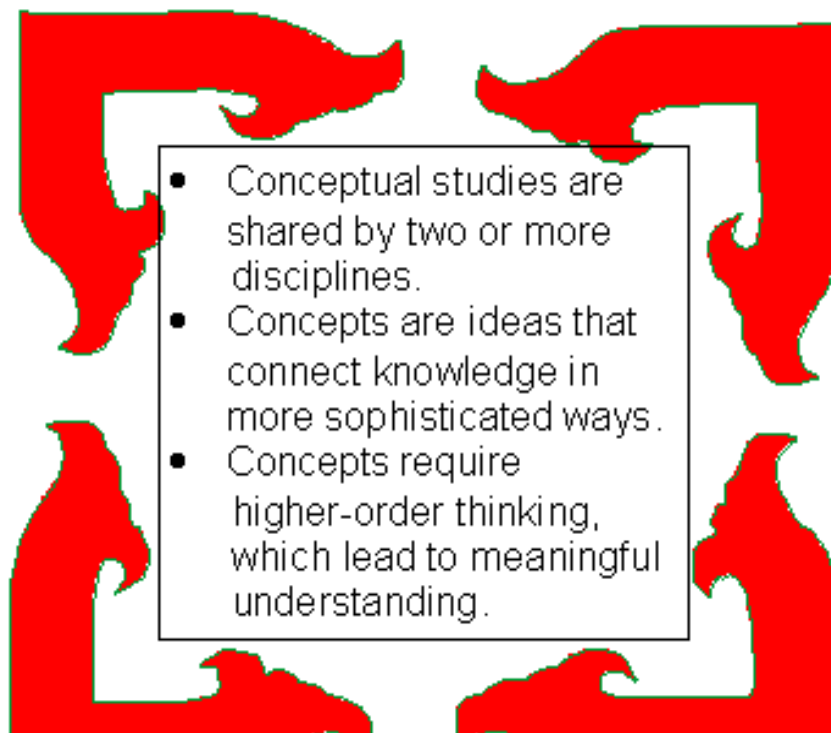 • Conceptual studies are
shared by two or more
disciplines.
• Concepts are ideas that
connect knowledge in
more sophisticated ways.
• Concepts require
higher-order thinking,
which lead to meaningful
understanding.